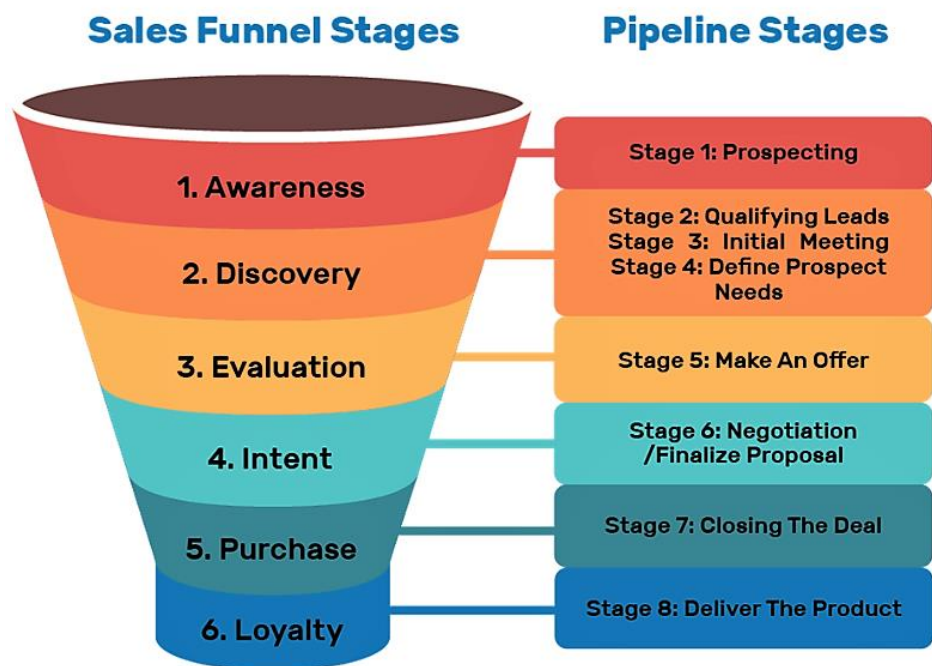 Sales Funnel Stages
Pipeline Stages
1. Awareness
Stage 1: Prospecting
2. Discovery
Stage 2: Qualifying Leads
Stage 3: Initial Meeting
Stage 4: Define Prospect
Needs
3. Evaluation
Stage 5: Make An Offer
4. Intent
Stage 6: Negotiation
/Finalize Proposal
5. Purchase
Stage 7: Closing The Deal
6. Loyalty
Stage 8: Deliver The Product